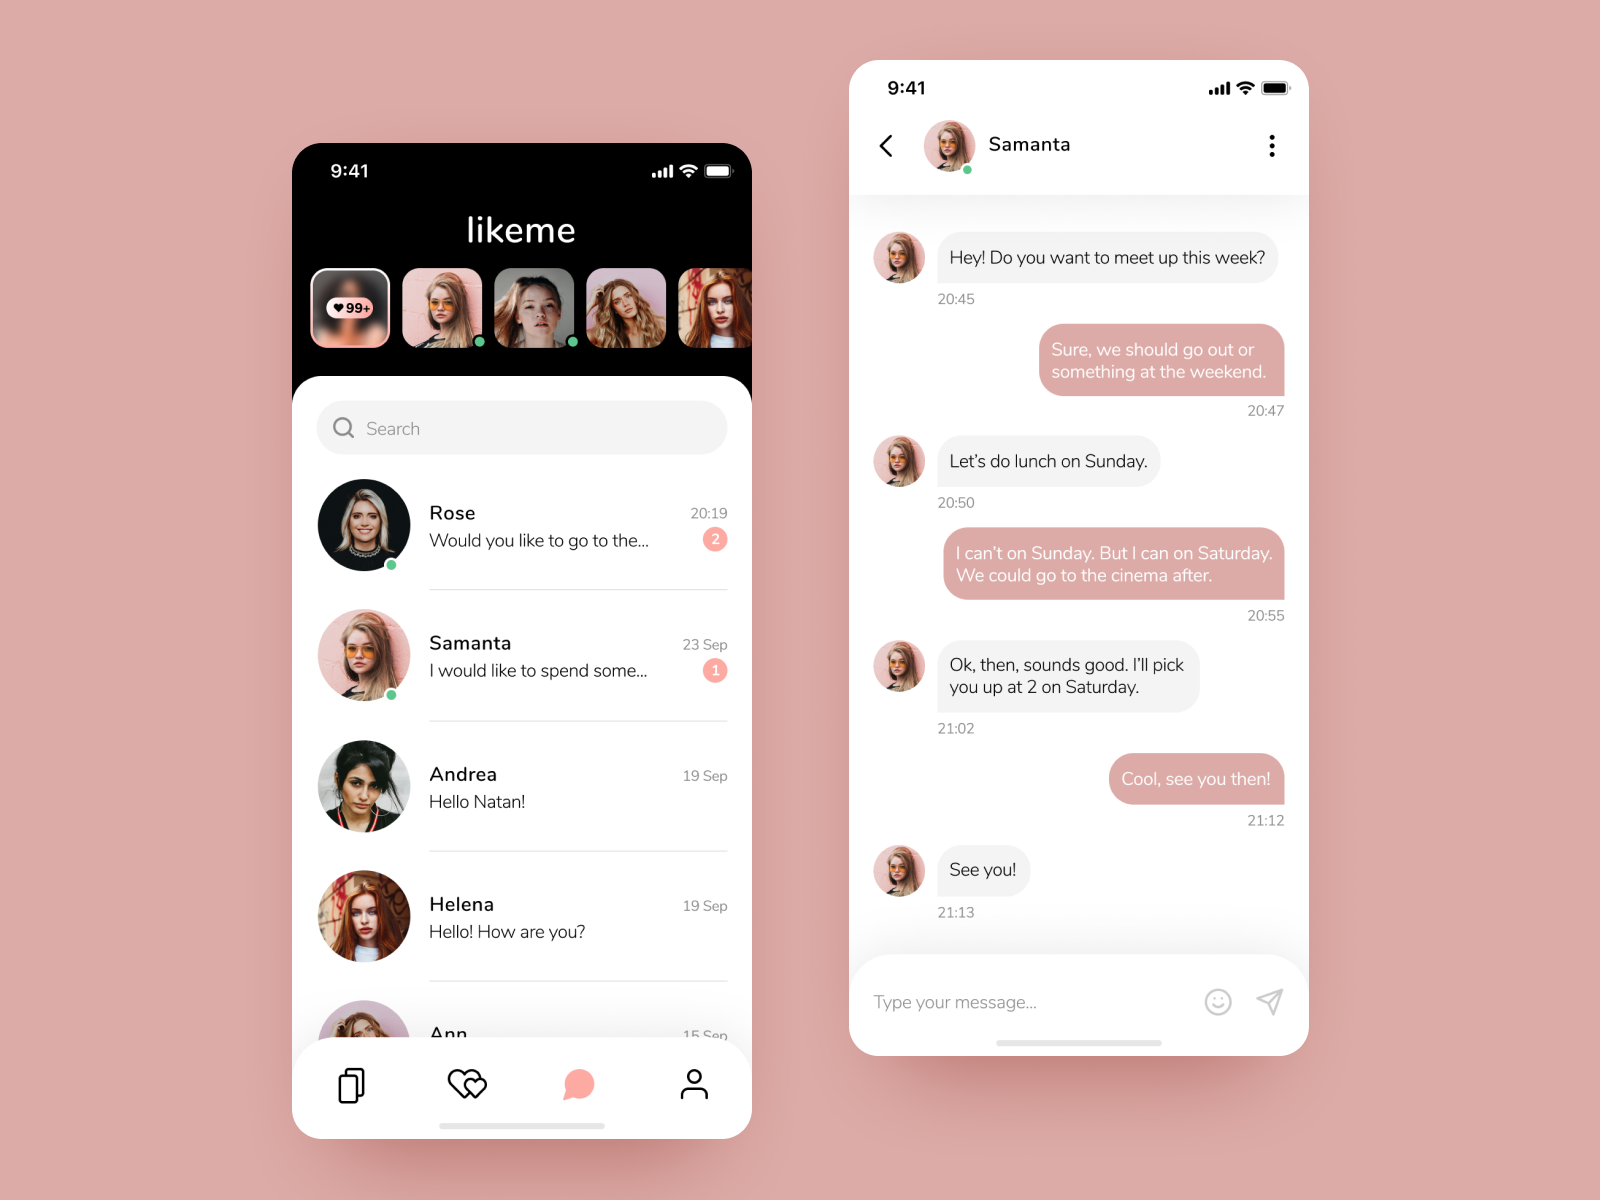 9:41
likeme
99+
Search
Rose
20:19
Would you like to go to the...
2
Samanta
23 Sep
I would like to spend some...
1
Andrea
19 Sep
Hello Natan!
Helena
19 Sep
Hello! How are you?
Ann
15 Sep
9:41
Samanta
Hey! Do you want to meet up this week?
20:45
Sure, we should go out or
something at the weekend.
20:47
Let’s do lunch on Sunday.
20:50
I can’t on Sunday. But I can on Saturday.
We could go to the cinema after.
20:55
Ok, then, sounds good. I’ll pick
you up at 2 on Saturday.
21:02
Cool, see you then!
21:12
See you!
21:13
Type your message...